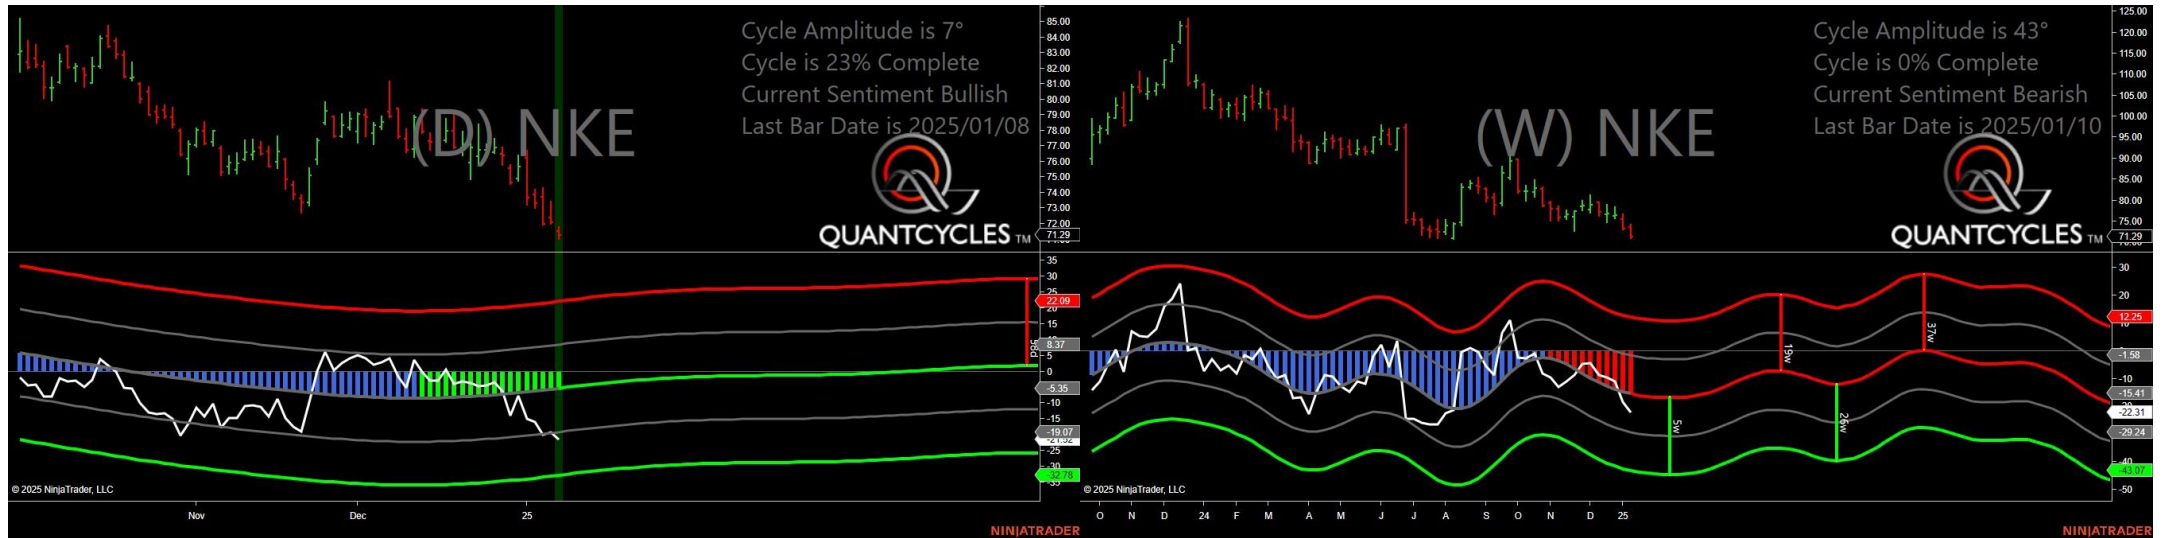 Cycle Amplitude is 7°
Cycle is 23% Complete
Current Sentiment Bullish
Last Bar Date is 2025/01/08
(D) NKE
QUANTCYCLES TM
85.00
84.00
83.00
82.00
81.00
80.00
79.00
78.00
77.00
76.00
75.00
74.00
73.00
72.00
71.29
35
30
25
22.09
20
15
8.37
5
0
-5.35
-10
-15
-19.07
-21.52
-25
-30
-32.78
-35
© 2025 NinjaTrader, LLC
Nov
Dec
25
NINJATRADER
Cycle Amplitude is 43°
Cycle is 0% Complete
Current Sentiment Bearish
Last Bar Date is 2025/01/10
(W) NKE
QUANTCYCLES TM
125.00
120.00
115.00
110.00
105.00
100.00
95.00
90.00
85.00
80.00
75.00
71.29
30
20
12.25
10
-1.58
-10
-15.41
-22.31
-29.24
-40
-43.07
-50
5w
19w
26w
37w
© 2025 NinjaTrader, LLC
O N D 24 F M A M J J A S O N D 25
NINJATRADER